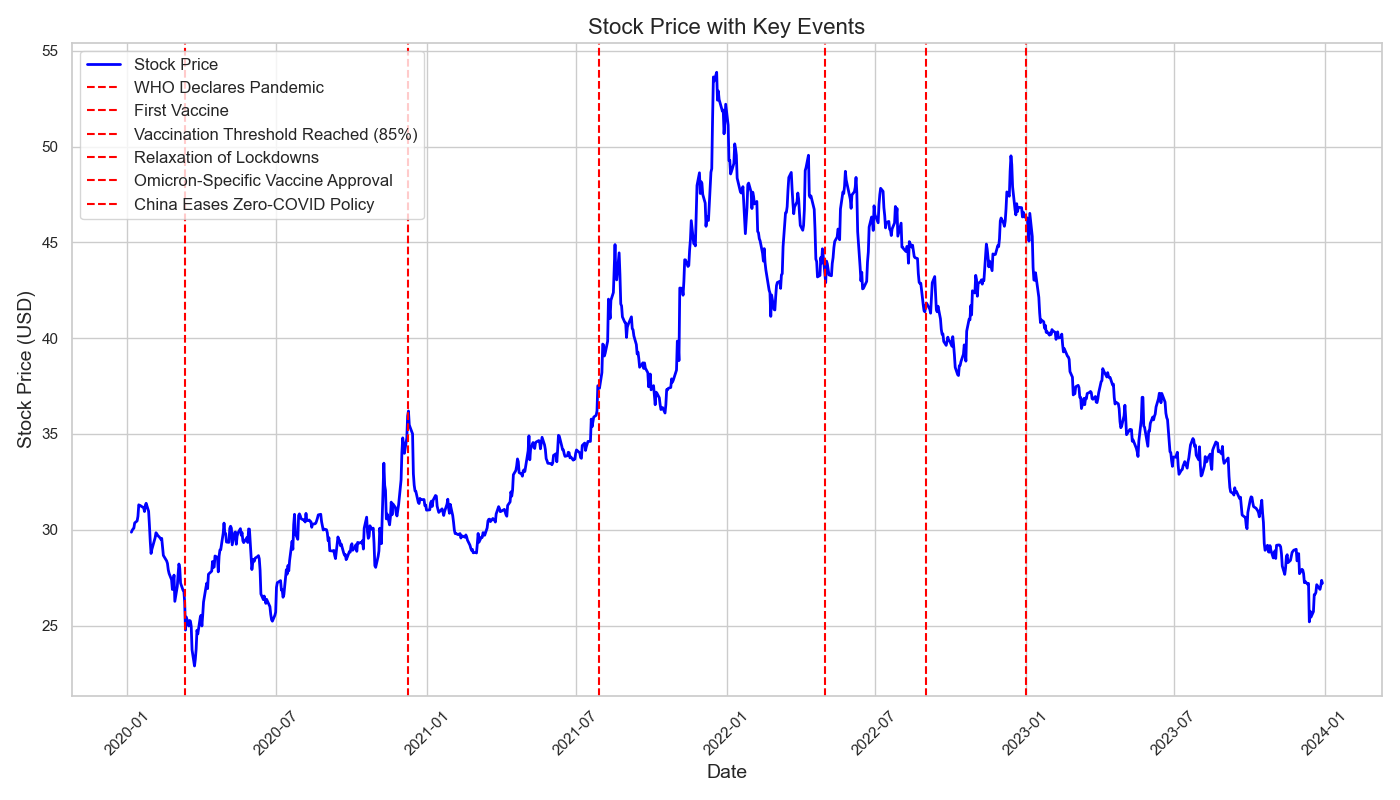 Stock Price with Key Events
55
50
45
40
35
30
25
Stock Price (USD)
Stock Price
WHO Declares Pandemic
First Vaccine
Vaccination Threshold Reached (85%)
Relaxation of Lockdowns
Omicron-Specific Vaccine Approval
China Eases Zero-COVID Policy
2020-01
2020-07
2021-01
2021-07
2022-01
2022-07
2023-01
2023-07
2024-01
Date